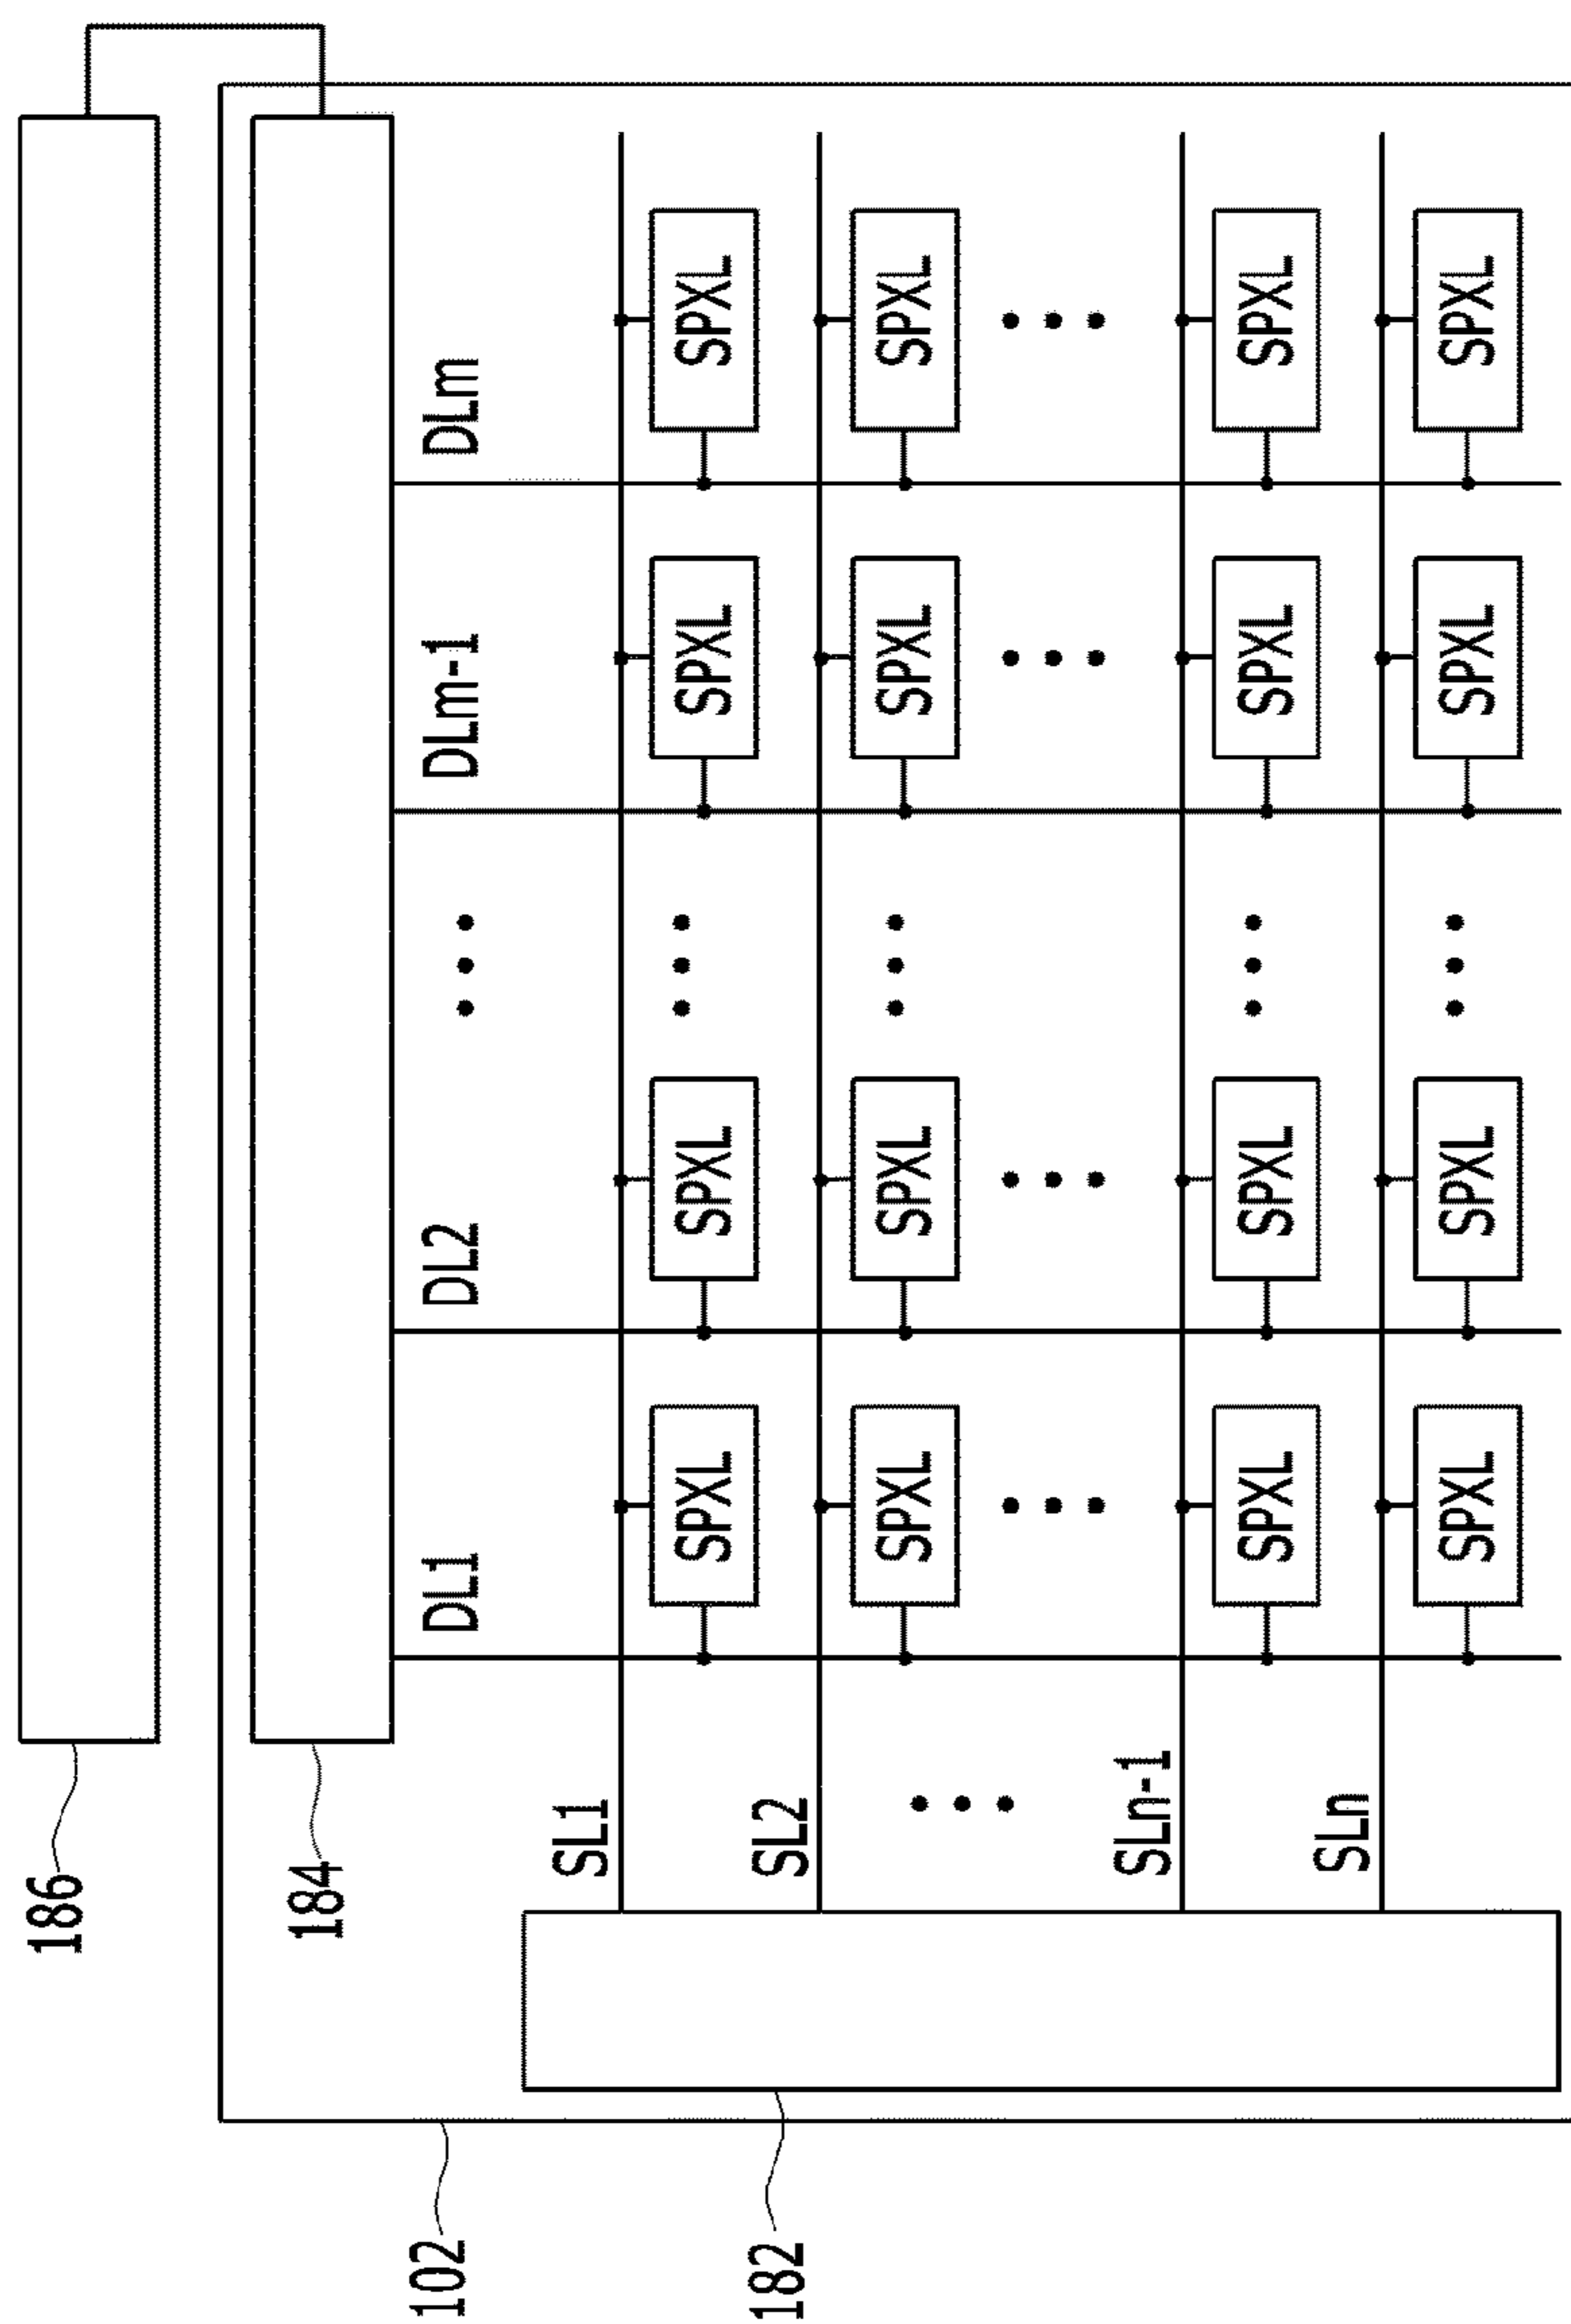 186
184
102
DL1 DL2 ••• DLm-1 DLm
SL1
SPXL SPXL ••• SPXL SPXL
182
SL2
SPXL SPXL ••• SPXL SPXL
•••
SLn-1
SPXL SPXL ••• SPXL SPXL
SLn
SPXL SPXL ••• SPXL SPXL